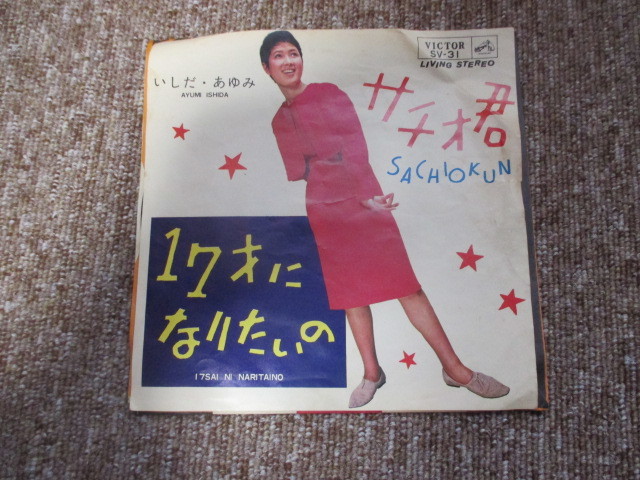 いしだ・あゆみ
AYUMI ISHIDA
VICTOR
SV-31
LIVING STEREO
サチオ君
SACHIOKUN
17才に
なりたいの
17SAI NI NARITAINO